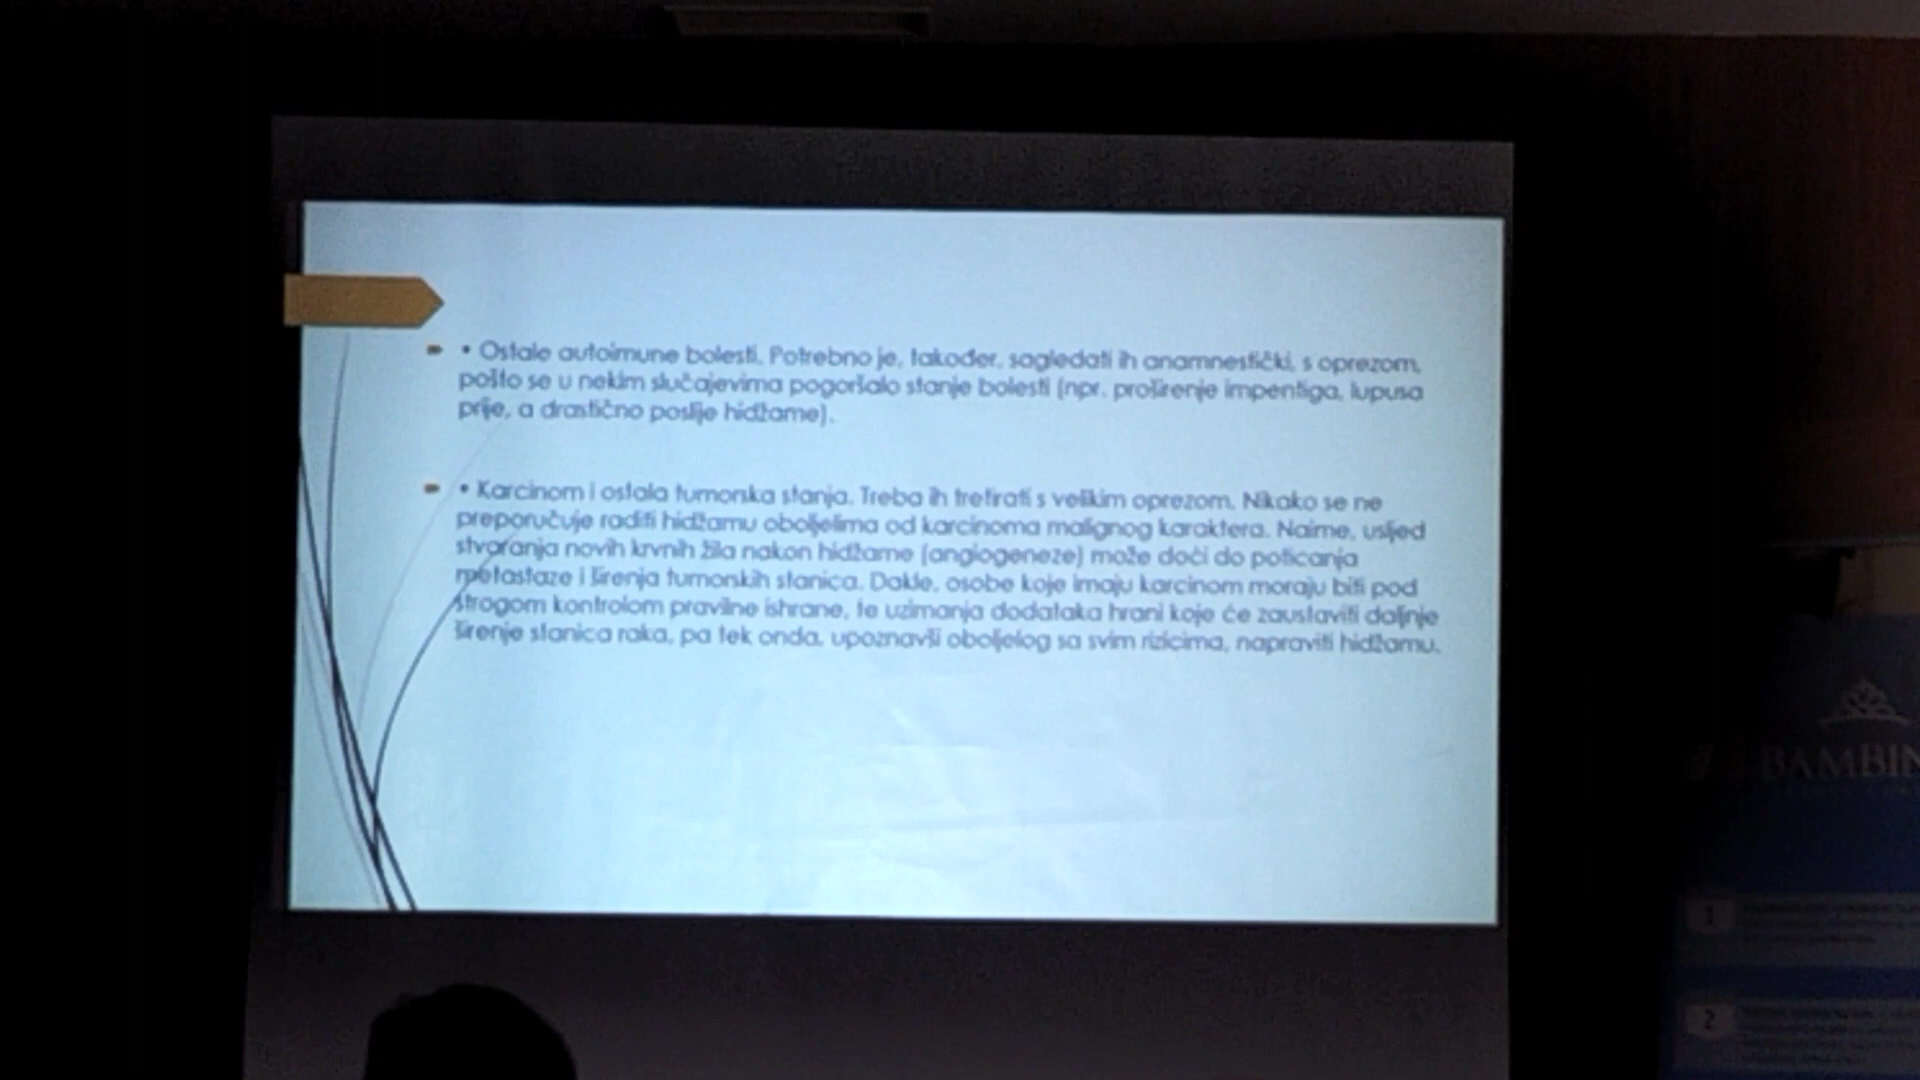 • Ostale autoimune bolesti. Potrebno je, također, sagledati ih anamnestički, s oprezom,
pošto se u nekim slučajevima pogoršalo stanje bolesti (npr. proširenje impentiga, lupusa
prije, a drastično poslije hidžame).
• Karcinom i ostala tumorska stanja. Treba ih tretirati s velikim oprezom. Nikako se ne
preporučuje raditi hidžamu oboljelima od karcinoma malignog karaktera. Naime, usljed
stvaranja novih krvnih žila nakon hidžame (angiogeneze) može doći do poticanja
metastaze i širenja tumorskih stanica. Dakle, osobe koje imaju karcinom moraju biti pod
strogom kontrolom pravilne ishrane, te uzimanja dodataka hrani koje će zaustaviti daljnje
širenje stanica raka, pa tek onda, upoznavši oboljelog sa svim rizicima, napraviti hidžamu.
BAMBIN
1
2